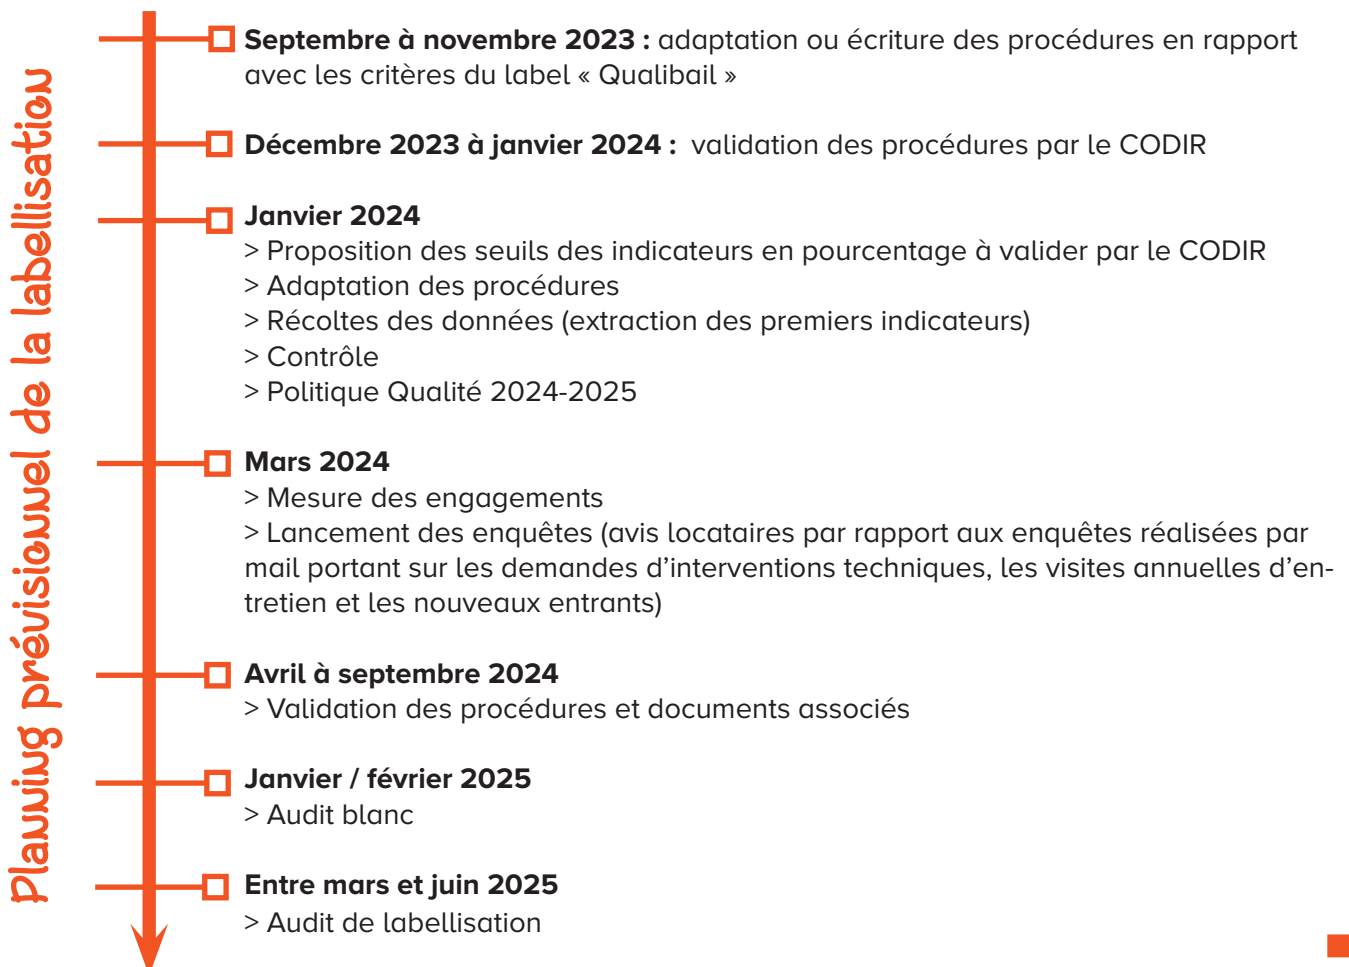 Planning prévisionnel de la labellisation
Septembre à novembre 2023 : adaptation ou écriture des procédures en rapport
avec les critères du label « Qualibail »
Décembre 2023 à janvier 2024 : validation des procédures par le CODIR
Janvier 2024
> Proposition des seuils des indicateurs en pourcentage à valider par le CODIR
> Adaptation des procédures
> Récoltes des données (extraction des premiers indicateurs)
> Contrôle
> Politique Qualité 2024-2025
Mars 2024
> Mesure des engagements
> Lancement des enquêtes (avis locataires par rapport aux enquêtes réalisées par
mail portant sur les demandes d’interventions techniques, les visites annuelles d’en-
tretien et les nouveaux entrants)
Avril à septembre 2024
> Validation des procédures et documents associés
Janvier / février 2025
> Audit blanc
Entre mars et juin 2025
> Audit de labellisation